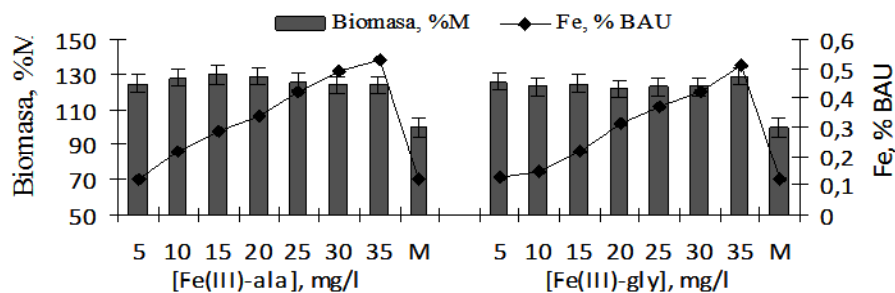 Biomasa, %M Fe, % BAU
Biomasa, %M
150
130
110
90
70
50
0,6
0,5
0,4
0,3
0,2
0,1
0
Fe, % BAU
5 10 15 20 25 30 35 M 5 10 15 20 25 30 35 M
[Fe(III)-ala], mg/l [Fe(III)-gly], mg/l